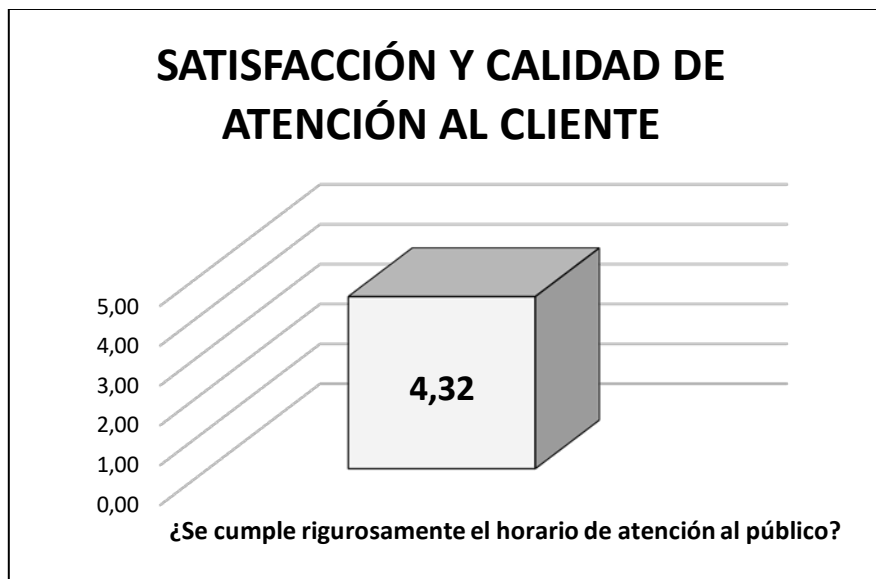 SATISFACCIÓN Y CALIDAD DE
ATENCIÓN AL CLIENTE
5,00
4,00
3,00
2,00
1,00
0,00
4,32
¿Se cumple rigurosamente el horario de atención al público?